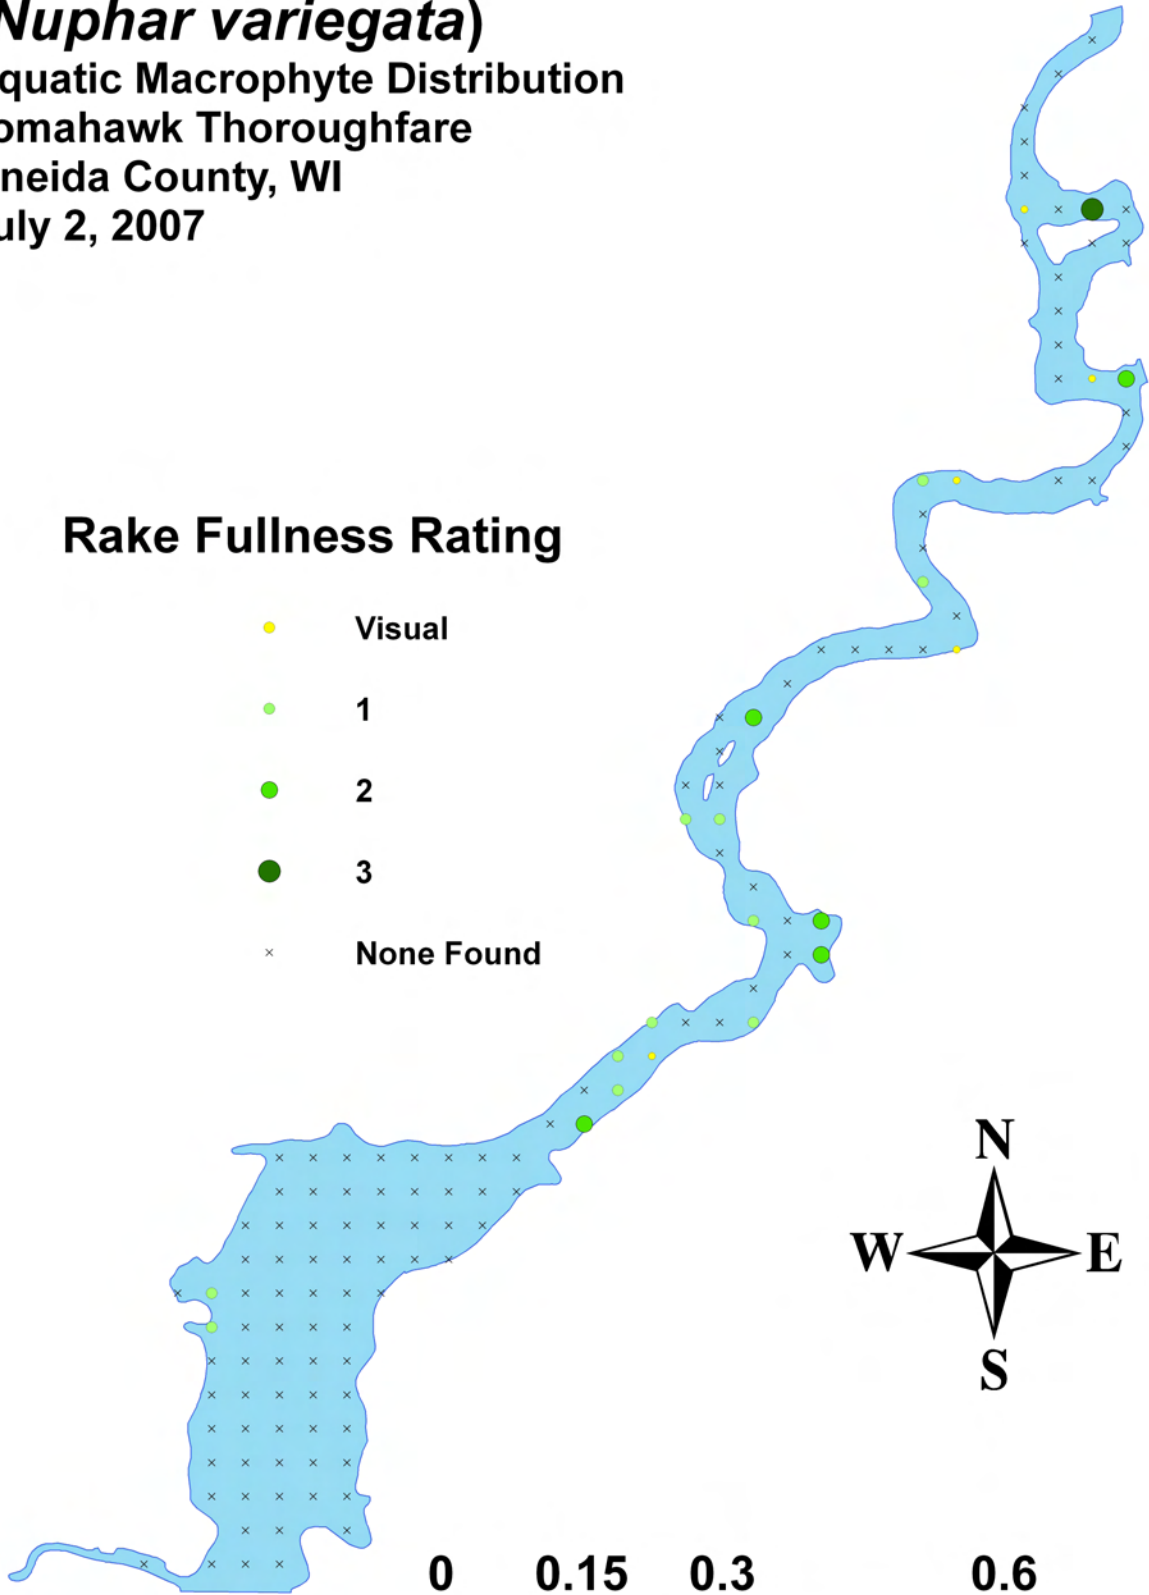 Nuphar variegata)
quatic Macrophyte Distribution
omahawk Thoroughfare
neida County, WI
uly 2, 2007
Rake Fullness Rating
Visual
1
2
3
None Found
N
W E
S
0 0.15 0.3 0.6